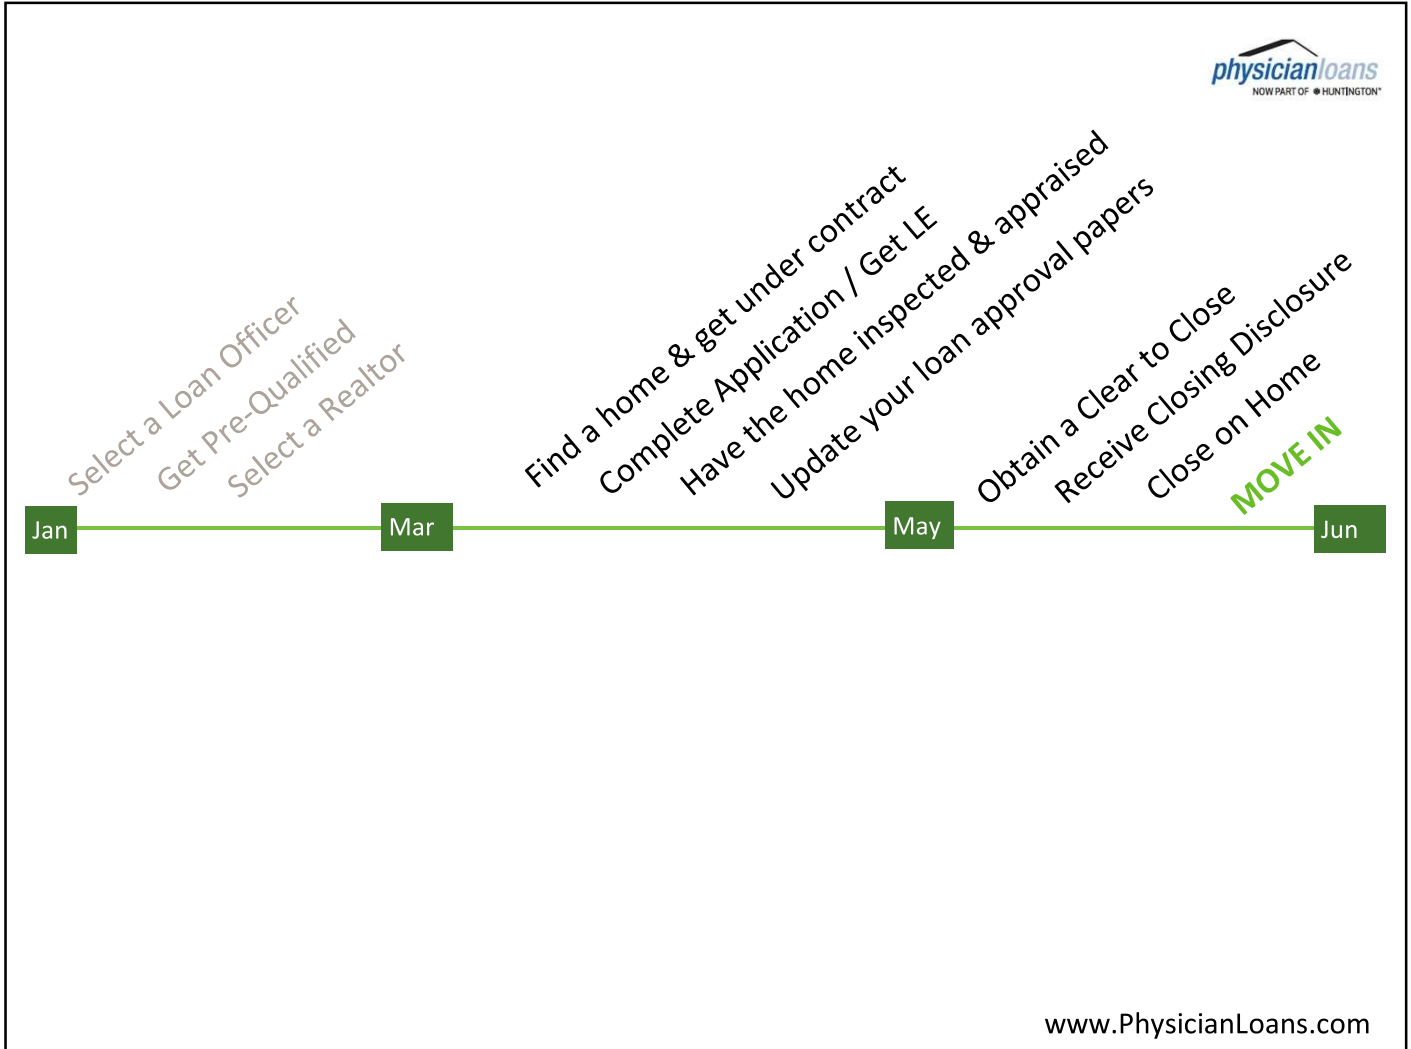 physicianloans
NOW PART OF HUNTINGTON®
Select a Loan Officer
Get Pre-Qualified
Select a Realtor
Find a home & get under contract
Complete Application / Get LE
Have the home inspected & appraised
Update your loan approval papers
Obtain a Clear to Close
Receive Closing Disclosure
Close on Home
MOVE IN
Jan
Mar
May
Jun
www.PhysicianLoans.com